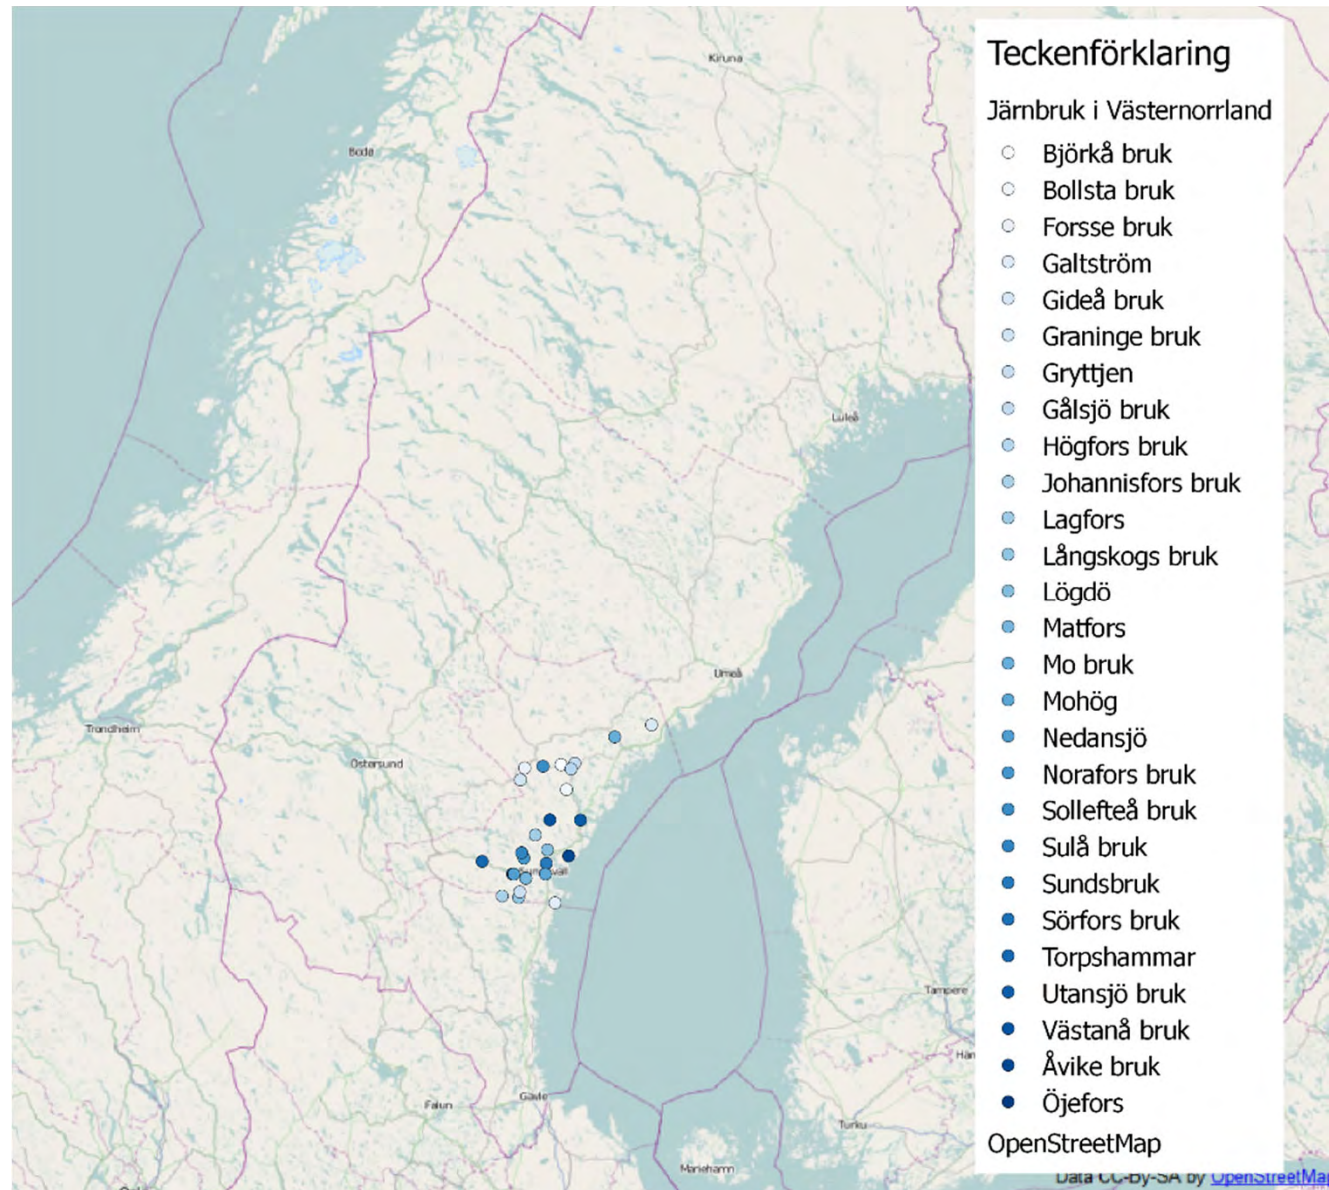 Kiruna
Bodø
Luleå
Umeå
Trondheim
Östersund
Tampere
Falun
Gävle
Turku
Mariehamn
Teckenförklaring
Järnbruk i Västernorrland
Björkå bruk
Bollsta bruk
Forsse bruk
Galtström
Gideå bruk
Graninge bruk
Gryttjen
Gålsjö bruk
Högfors bruk
Johannisfors bruk
Lagfors
Långskogs bruk
Lögdö
Matfors
Mo bruk
Mohög
Nedansjö
Norafors bruk
Sollefteå bruk
Sulå bruk
Sundsbruk
Sörfors bruk
Torpshammar
Utansjö bruk
Västanå bruk
Åvike bruk
Öjefors
OpenStreetMap
Data CC-By-SA by OpenStreetMap